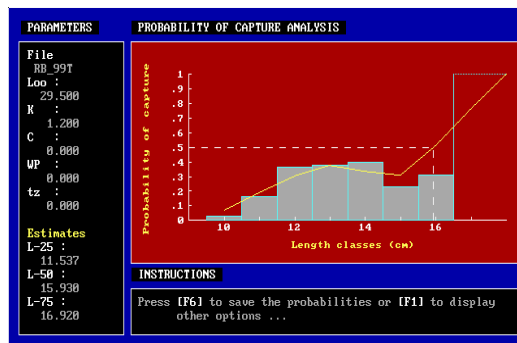 PARAMETERS
File
RB_99T
Loo :
29.500
K :
1.200
C :
0.000
WP :
0.000
tz :
0.000
Estimates
L-25 :
11.537
L-50 :
15.930
L-75 :
16.920
PROBABILITY OF CAPTURE ANALYSIS
Probability of capture
1
.9
.8
.7
.6
.5
.4
.3
.2
.1
0
10 12 14 16
Length classes (cm)
INSTRUCTIONS
Press [F6] to save the probabilities or [F1] to display
other options ...